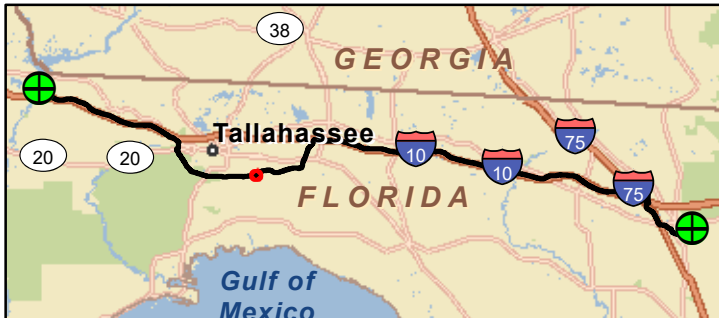 38
GEORGIA
Tallahassee
75
10
10
20
20
75
FLORIDA
Gulf of
Mexico